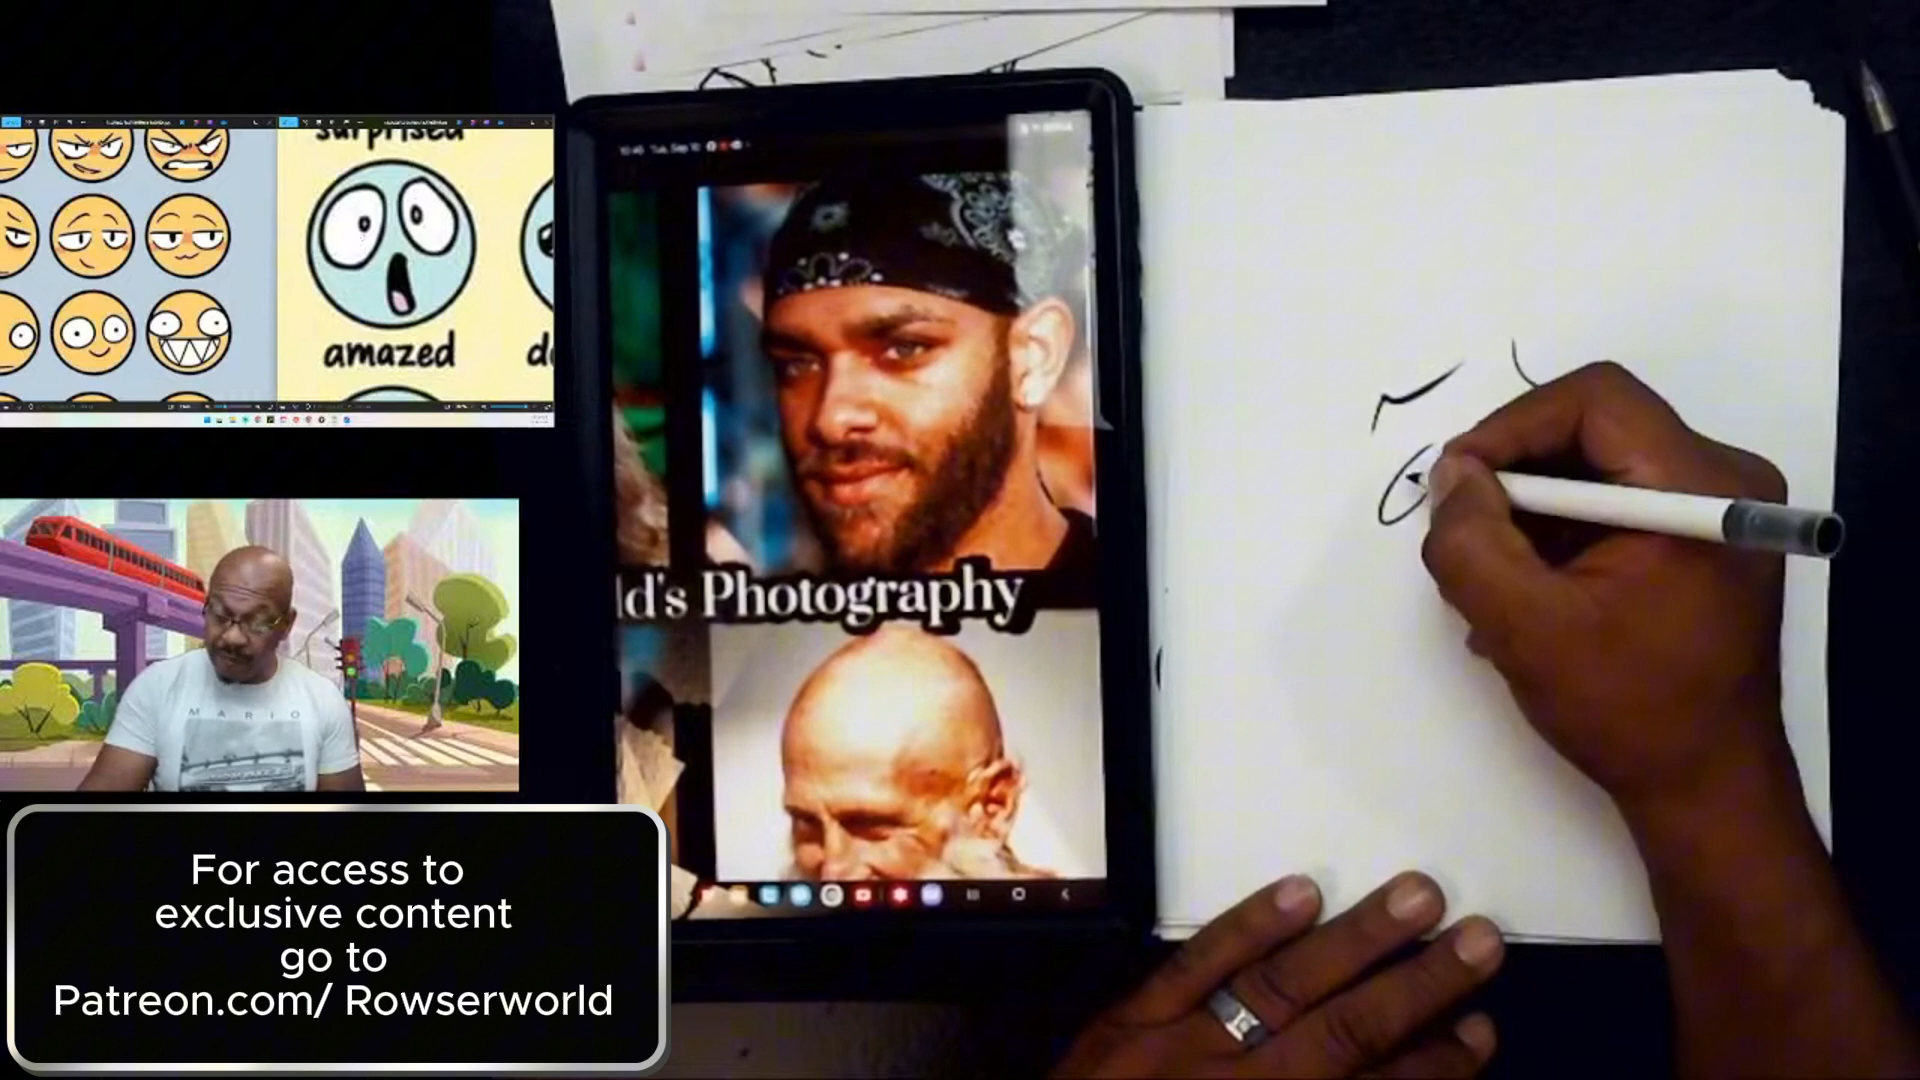 surprised
amazed
ld's Photography
MARIO
For access to
exclusive content
go to
Patreon.com/ Rowserworld